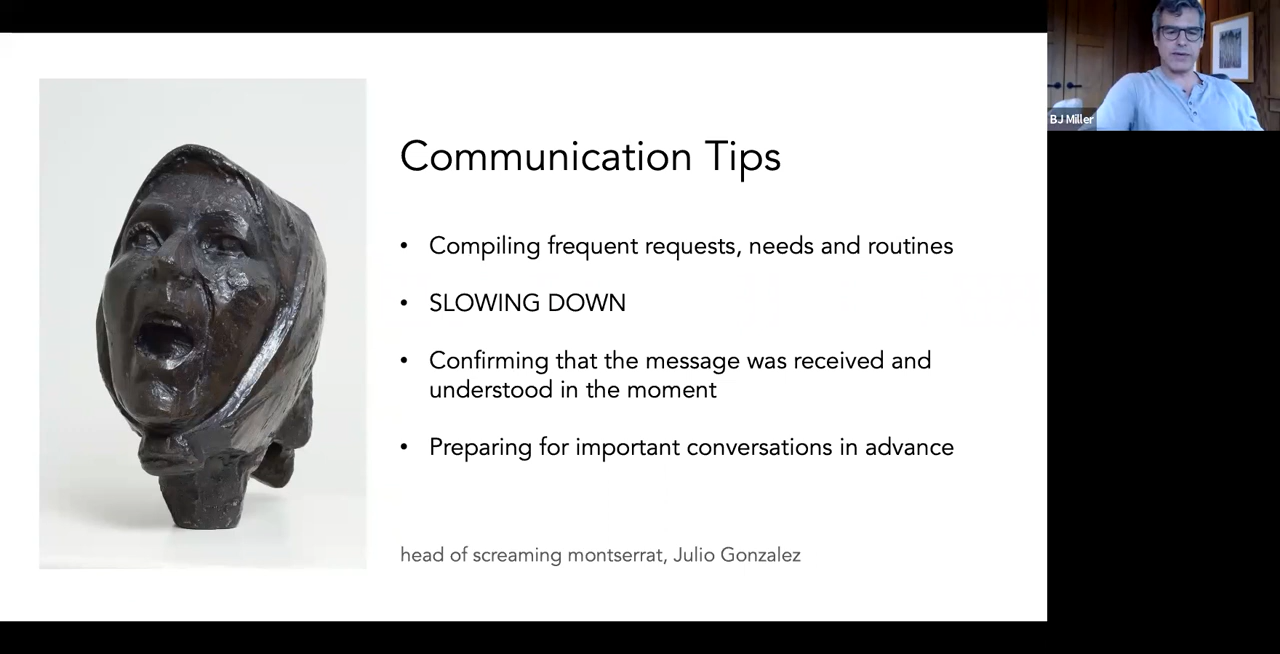 Communication Tips
• Compiling frequent requests, needs and routines
• SLOWING DOWN
• Confirming that the message was received and
understood in the moment
• Preparing for important conversations in advance
head of screaming montserrat, Julio Gonzalez
BJ Miller